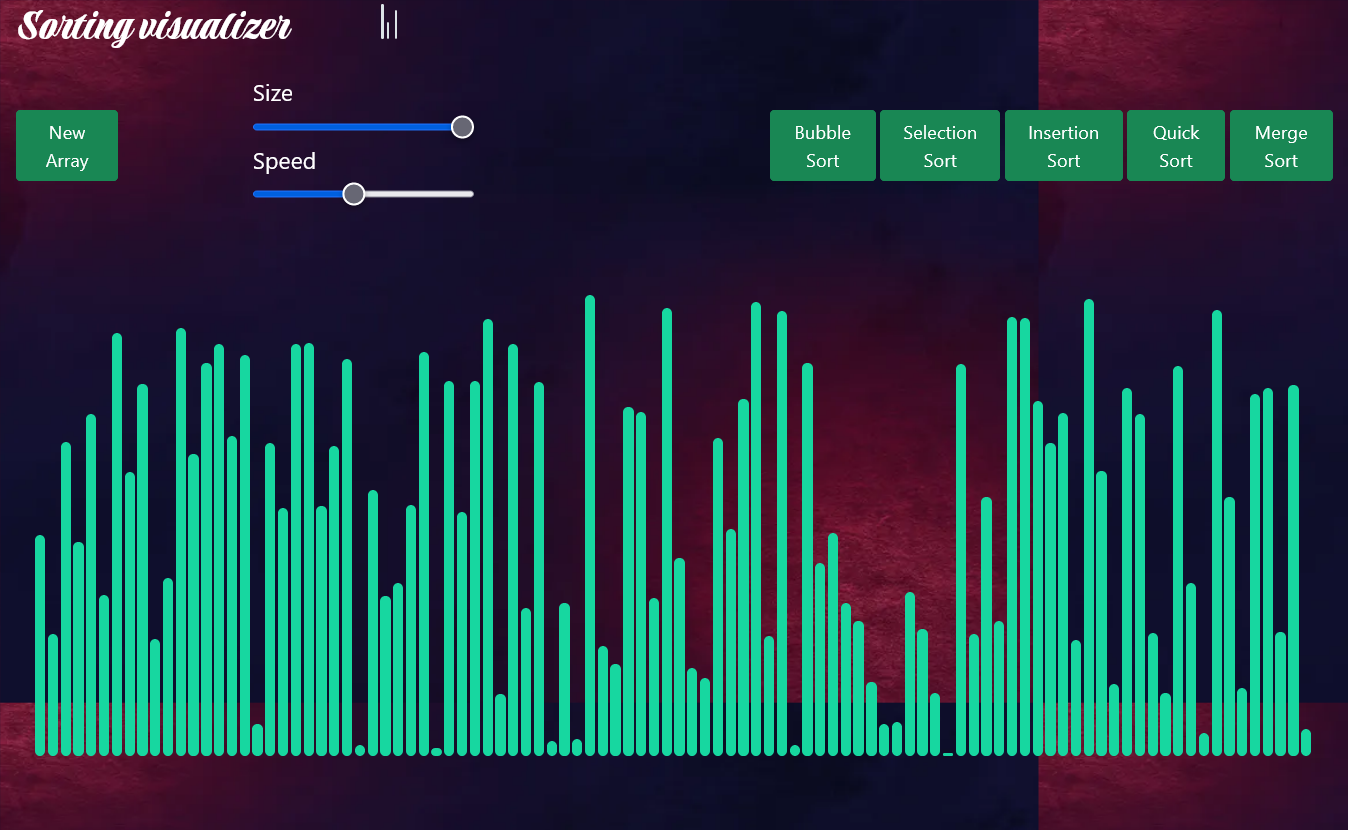 Sorting visualizer
Size
Speed
New
Array
Bubble
Sort
Selection
Sort
Insertion
Sort
Quick
Sort
Merge
Sort